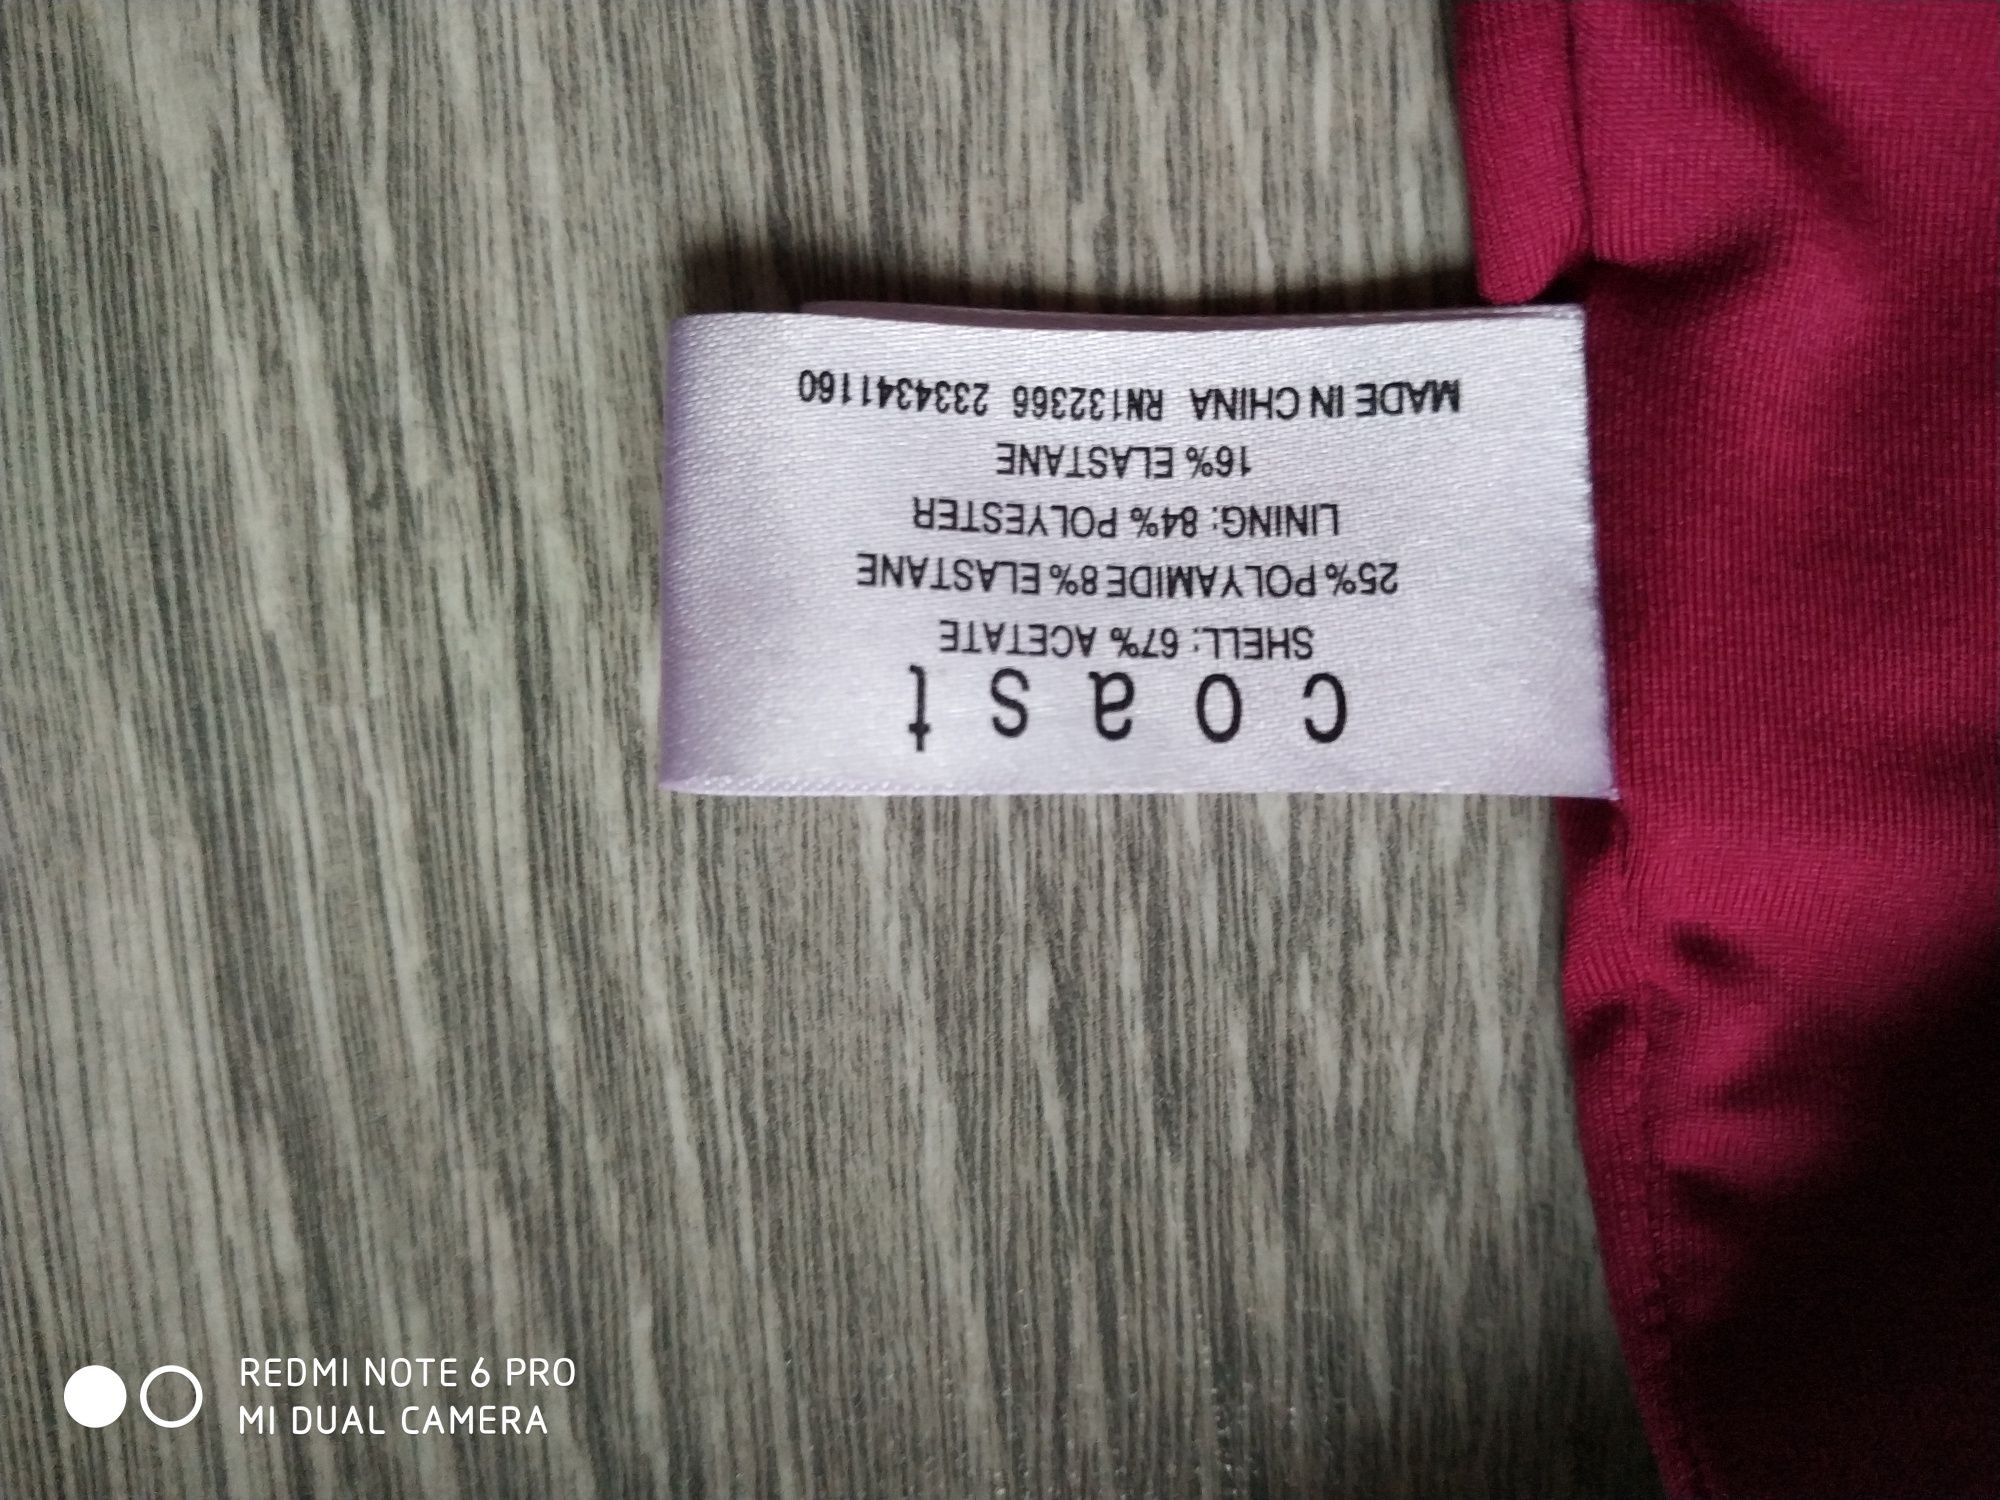 coast
SHELL: 67% ACETATE
25% POLYAMIDE 8% ELASTANE
LINING: 84% POLYESTER
16% ELASTANE
MADE IN CHINA RN132366 2334341160
REDMI NOTE 6 PRO
MI DUAL CAMERA